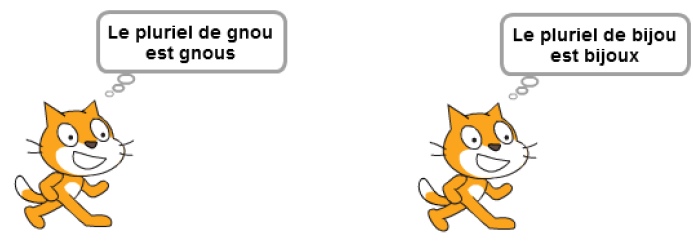 Le pluriel de gnou
est gnous
Le pluriel de bijou
est bijoux